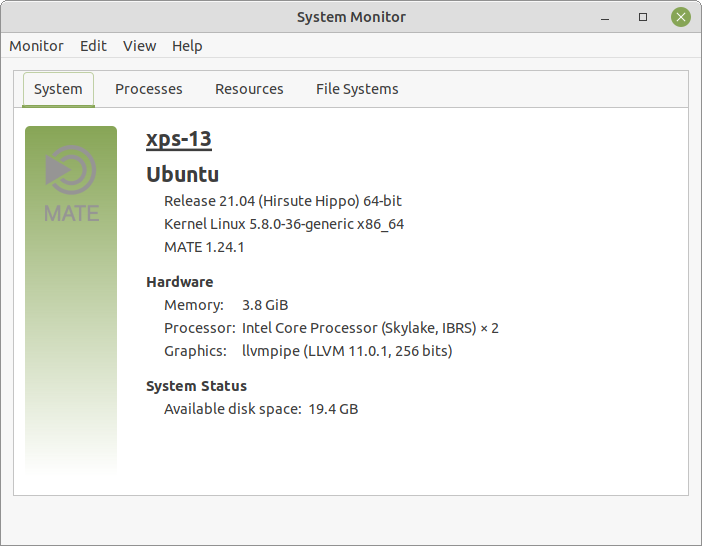 System Monitor
Monitor Edit View Help
System Processes Resources File Systems
MATE
xps-13
Ubuntu
Release 21.04 (Hirsute Hippo) 64-bit
Kernel Linux 5.8.0-36-generic x86_64
MATE 1.24.1
Hardware
Memory: 3.8 GiB
Processor: Intel Core Processor (Skylake, IBRS) × 2
Graphics: llvmpipe (LLVM 11.0.1, 256 bits)
System Status
Available disk space: 19.4 GB